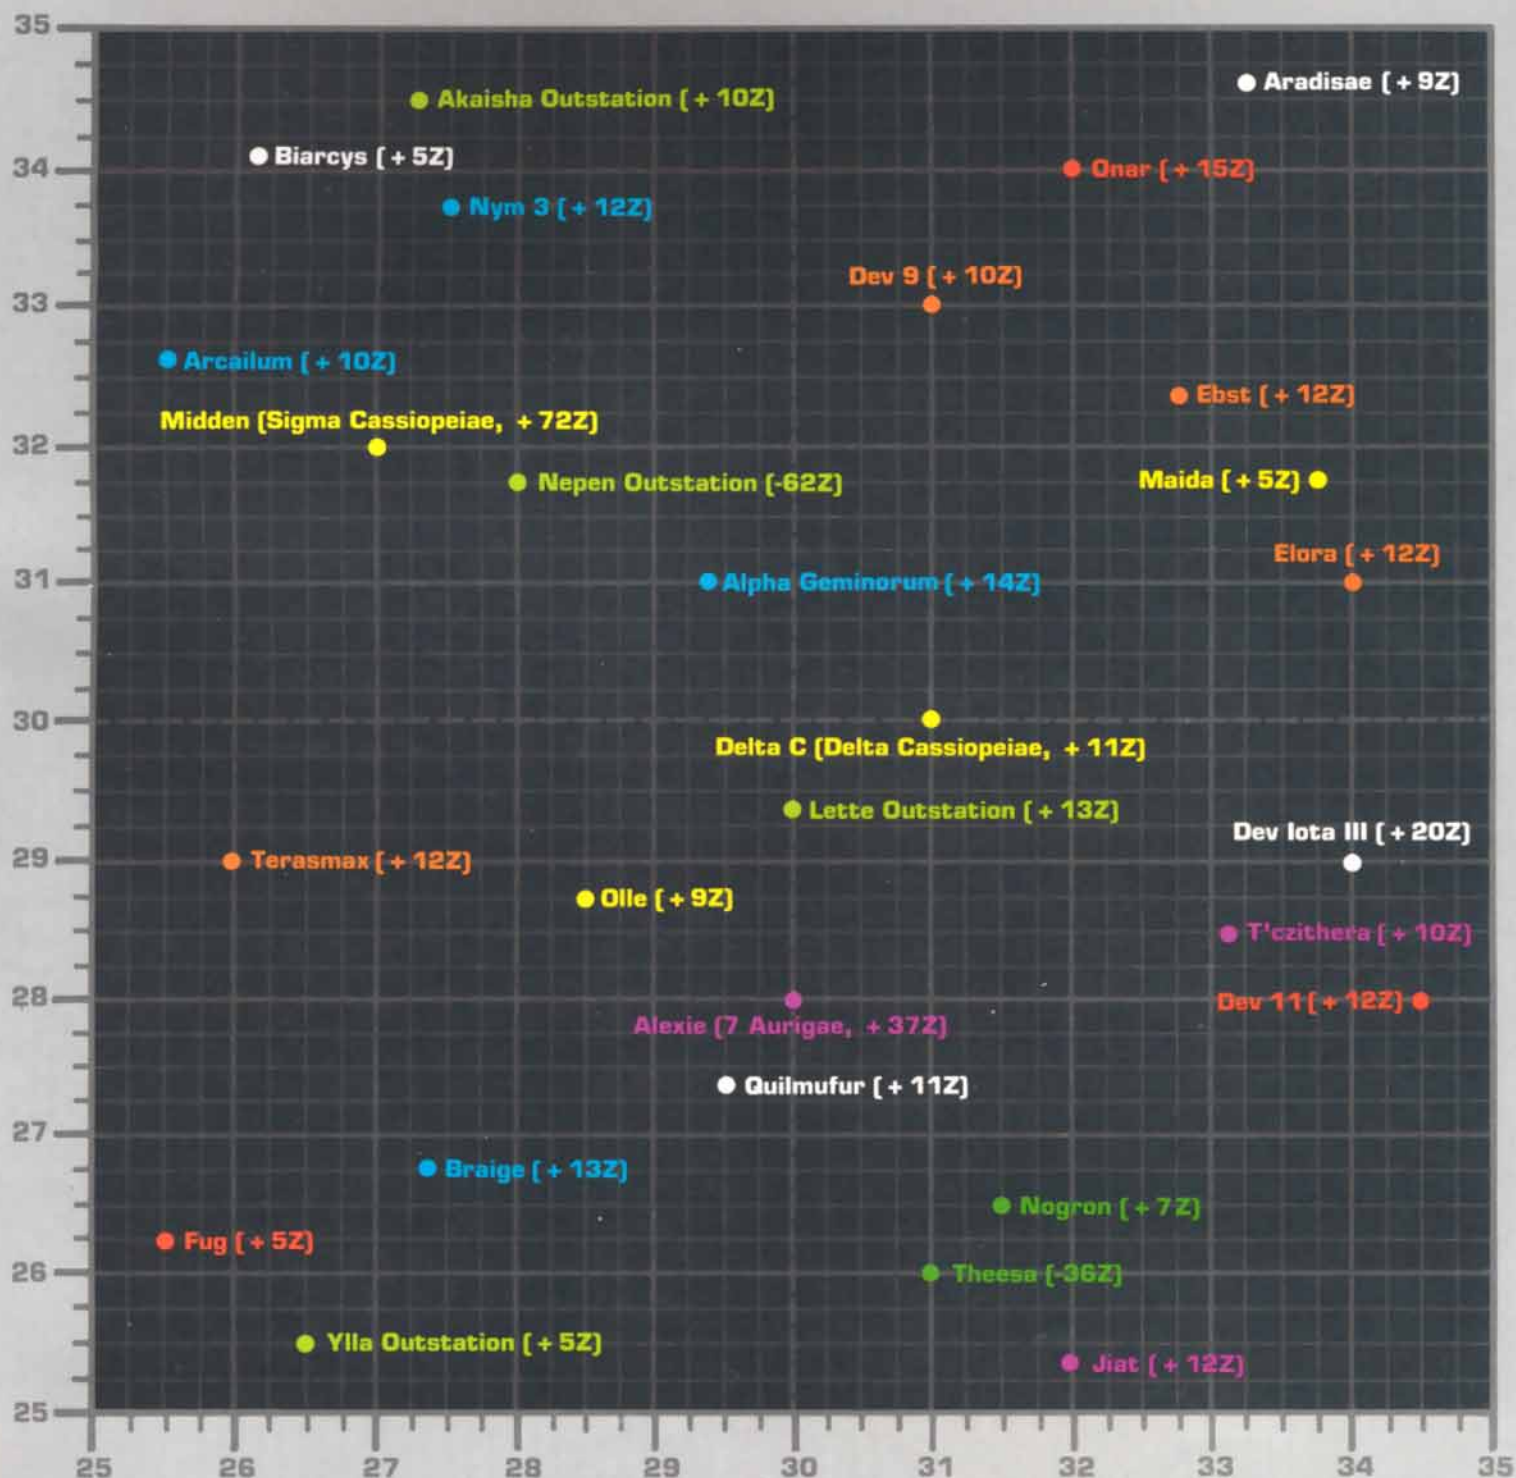 35
Aradisae (+ 9Z)
Akaisha Outstation (+ 10Z)
Biarcys (+ 5Z)
34
Onar (+ 15Z)
Nym 3 (+ 12Z)
Dev 9 (+ 10Z)
33
Arcailum (+ 10Z)
Ebst (+ 12Z)
Midden (Sigma Cassiopeiae, + 72Z)
32
Nepen Outstation (-62Z)
Maida (+ 5Z)
Elora (+ 12Z)
31
Alpha Geminorum (+ 14Z)
30
Delta C (Delta Cassiopeiae, + 11Z)
Lette Outstation (+ 13Z)
Dev Iota III (+ 20Z)
29
Terasmax (+ 12Z)
Olle (+ 9Z)
T'czithera (+ 10Z)
28
Dev 11 (+ 12Z)
Alexie (7 Aurigae, + 37Z)
Quilmufur (+ 11Z)
27
Braige (+ 13Z)
Nogron (+ 7Z)
Fug (+ 5Z)
26
Theesa (-36Z)
Ylla Outstation (+ 5Z)
Jiat (+ 12Z)
25
25 26 27 28 29 30 31 32 33 34 35